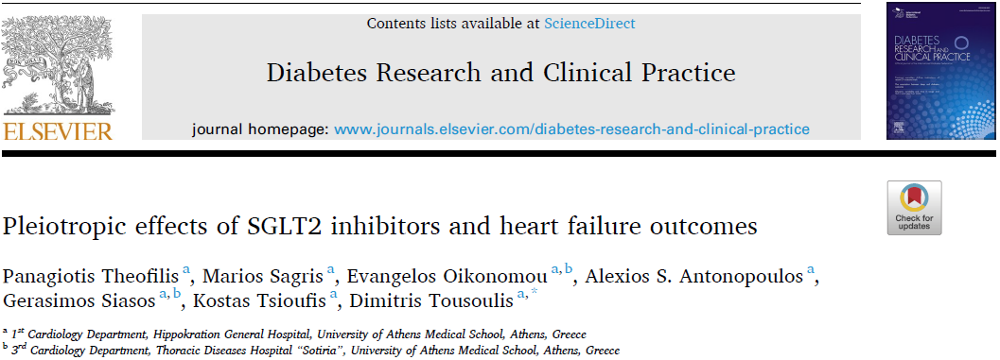 Contents lists available at ScienceDirect
Diabetes Research and Clinical Practice
journal homepage: www.journals.elsevier.com/diabetes-research-and-clinical-practice
ELSEVIER
DIABETES
RESEARCH AND
CLINICAL PRACTICE
Check for
updates
Pleiotropic effects of SGLT2 inhibitors and heart failure outcomes
Panagiotis Theofilis a, Marios Sagris a, Evangelos Oikonomou a,b, Alexios S. Antonopoulos a,
Gerasimos Siasos a,b, Kostas Tsioufis a, Dimitris Tousoulis a,*
a 1st Cardiology Department, Hippokration General Hospital, University of Athens Medical School, Athens, Greece
b 3rd Cardiology Department, Thoracic Diseases Hospital “Sotiria”, University of Athens Medical School, Athens, Greece